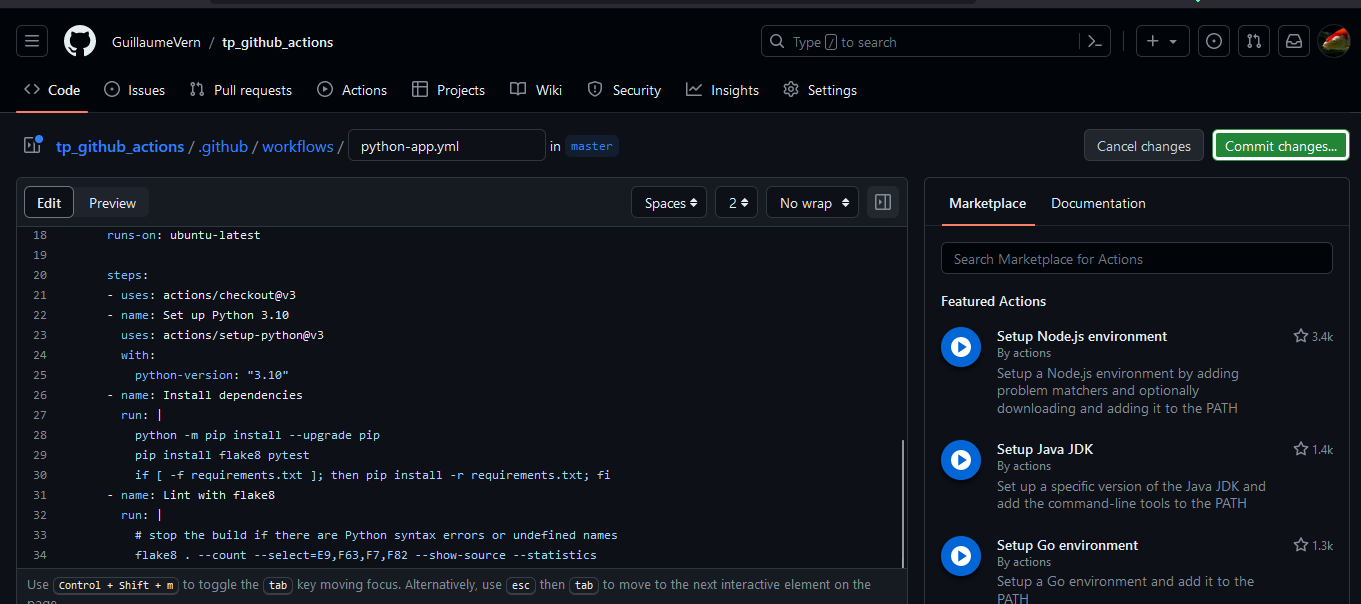 GuillaumeVern / tp_github_actions
Type / to search
Code Issues Pull requests Actions Projects Wiki Security Insights Settings
tp_github_actions / .github / workflows / python-app.yml in master
Cancel changes Commit changes...
Edit Preview Spaces 2 No wrap
18 runs-on: ubuntu-latest
19
20 steps:
21 - uses: actions/checkout@v3
22 - name: Set up Python 3.10
23 uses: actions/setup-python@v3
24 with:
25 python-version: "3.10"
26 - name: Install dependencies
27 run: |
28 python -m pip install --upgrade pip
29 pip install flake8 pytest
30 if [ -f requirements.txt ]; then pip install -r requirements.txt; fi
31 - name: Lint with flake8
32 run: |
33 # stop the build if there are Python syntax errors or undefined names
34 flake8 . --count --select=E9,F63,F7,F82 --show-source --statistics
Use Control + Shift + m to toggle the tab key moving focus. Alternatively, use esc then tab to move to the next interactive element on the
page.
Marketplace Documentation
Search Marketplace for Actions
Featured Actions
Setup Node.js environment 3.4k
By actions
Setup a Node.js environment by adding
problem matchers and optionally
downloading and adding it to the PATH
Setup Java JDK 1.4k
By actions
Set up a specific version of the Java JDK and
add the command-line tools to the PATH
Setup Go environment 1.3k
By actions
Setup a Go environment and add it to the
PATH